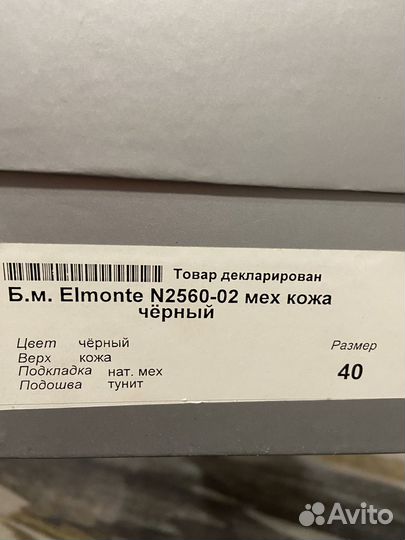 Товар декларирован
Б.м. Elmonte N2560-02 мех кожа
чёрный
Цвет чёрный
Верх кожа
Подкладка нат. мех
Подошва тунит
Размер
40
Avito